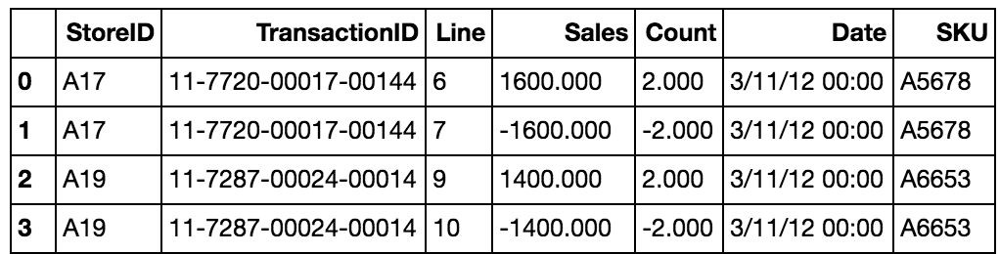 StoreID TransactionID Line Sales Count Date SKU
0 A17 11-7720-00017-00144 6 1600.000 2.000 3/11/12 00:00 A5678
1 A17 11-7720-00017-00144 7 -1600.000 -2.000 3/11/12 00:00 A5678
2 A19 11-7287-00024-00014 9 1400.000 2.000 3/11/12 00:00 A6653
3 A19 11-7287-00024-00014 10 -1400.000 -2.000 3/11/12 00:00 A6653